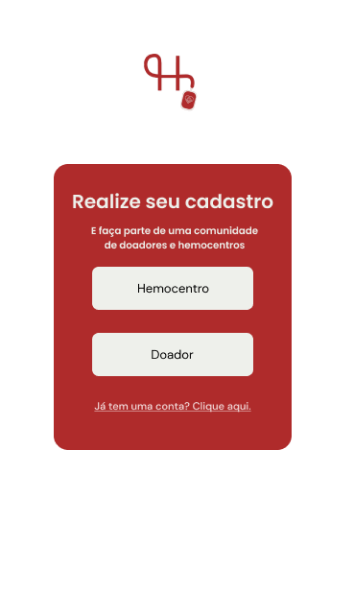 Realize seu cadastro
E faça parte de uma comunidade
de doadores e hemocentros
Hemocentro
Doador
Já tem uma conta? Clique aqui.